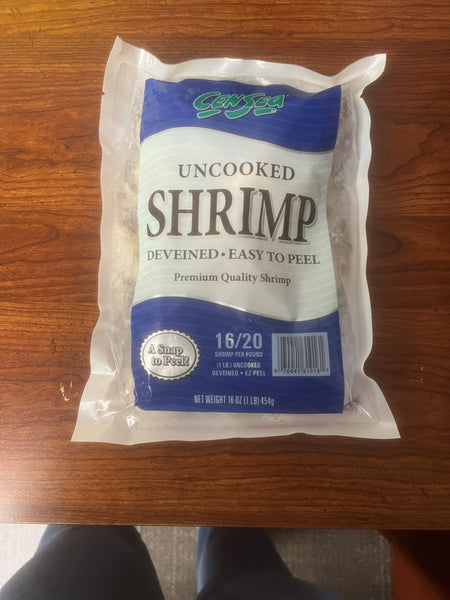 CenSea
UNCOOKED
SHRIMP
DEVEINED • EASY TO PEEL
Premium Quality Shrimp
A Snap
to Peel!
16/20
SHRIMP PER POUND
(1 LB.) UNCOOKED
DEVEINED • EZ PEEL
NET WEIGHT 16 OZ (1 LB) 454g